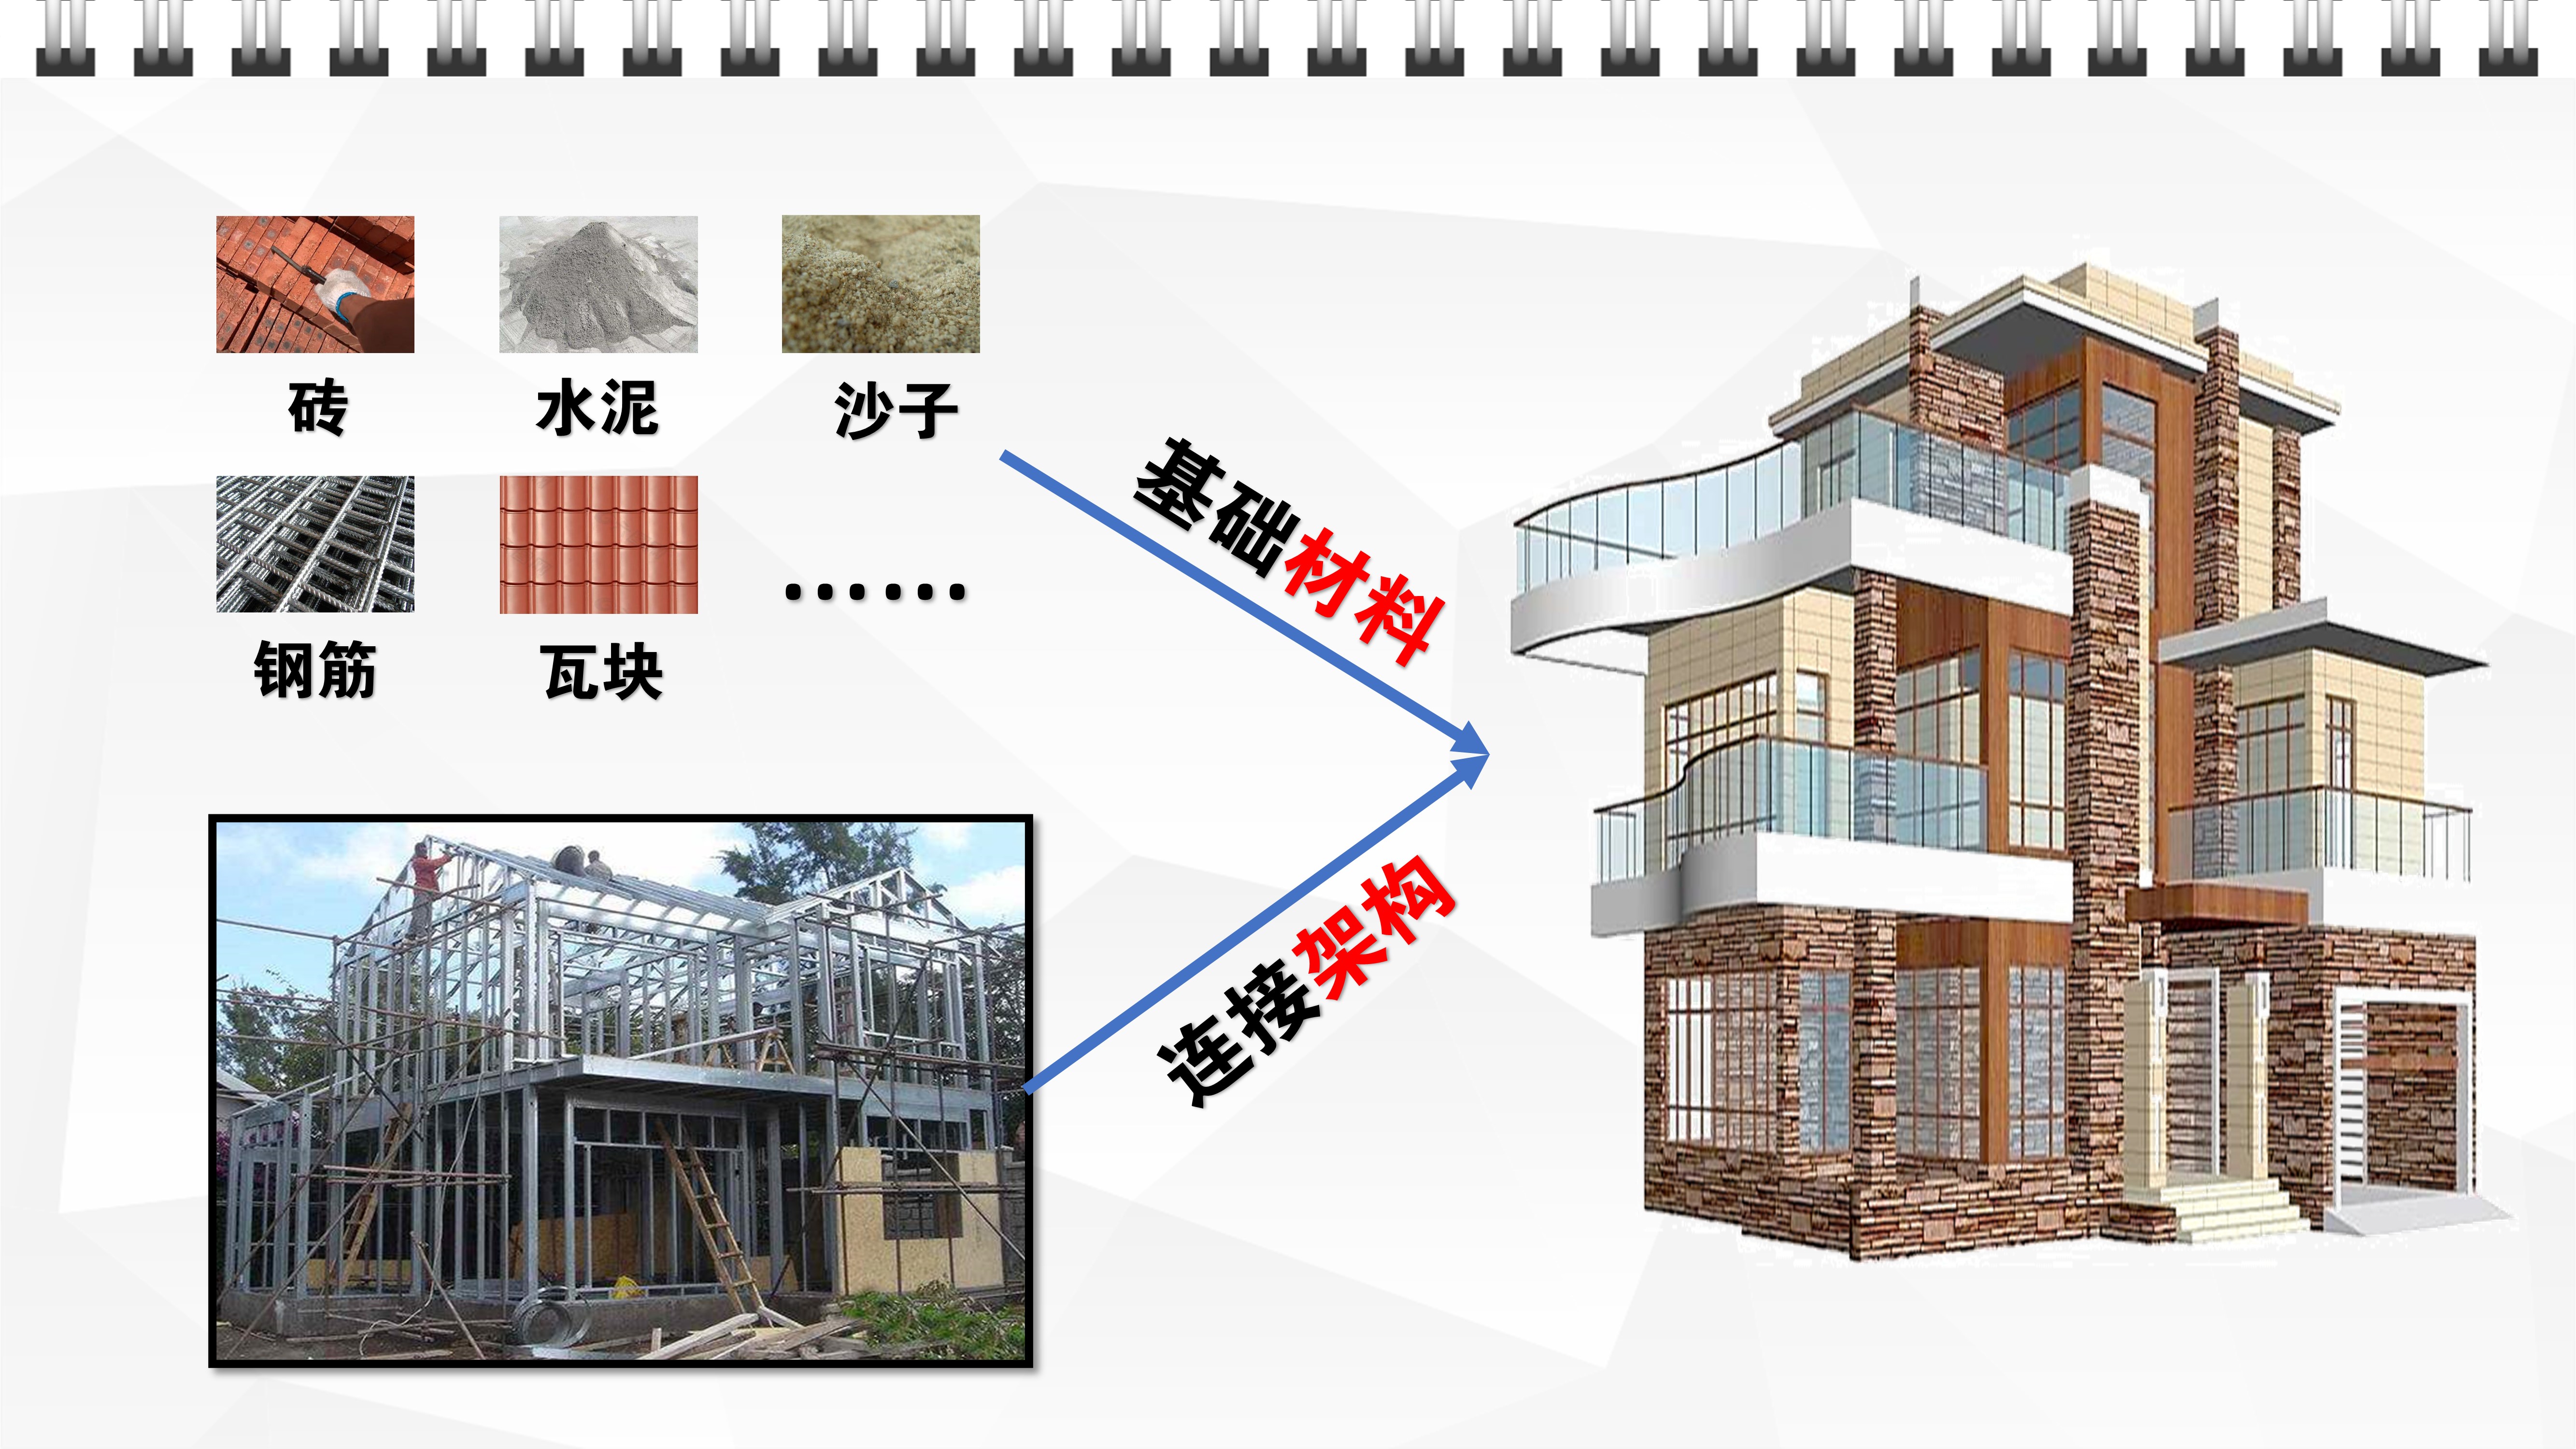 砖
水泥
沙子
钢筋
瓦块
……
基础材料
连接架构